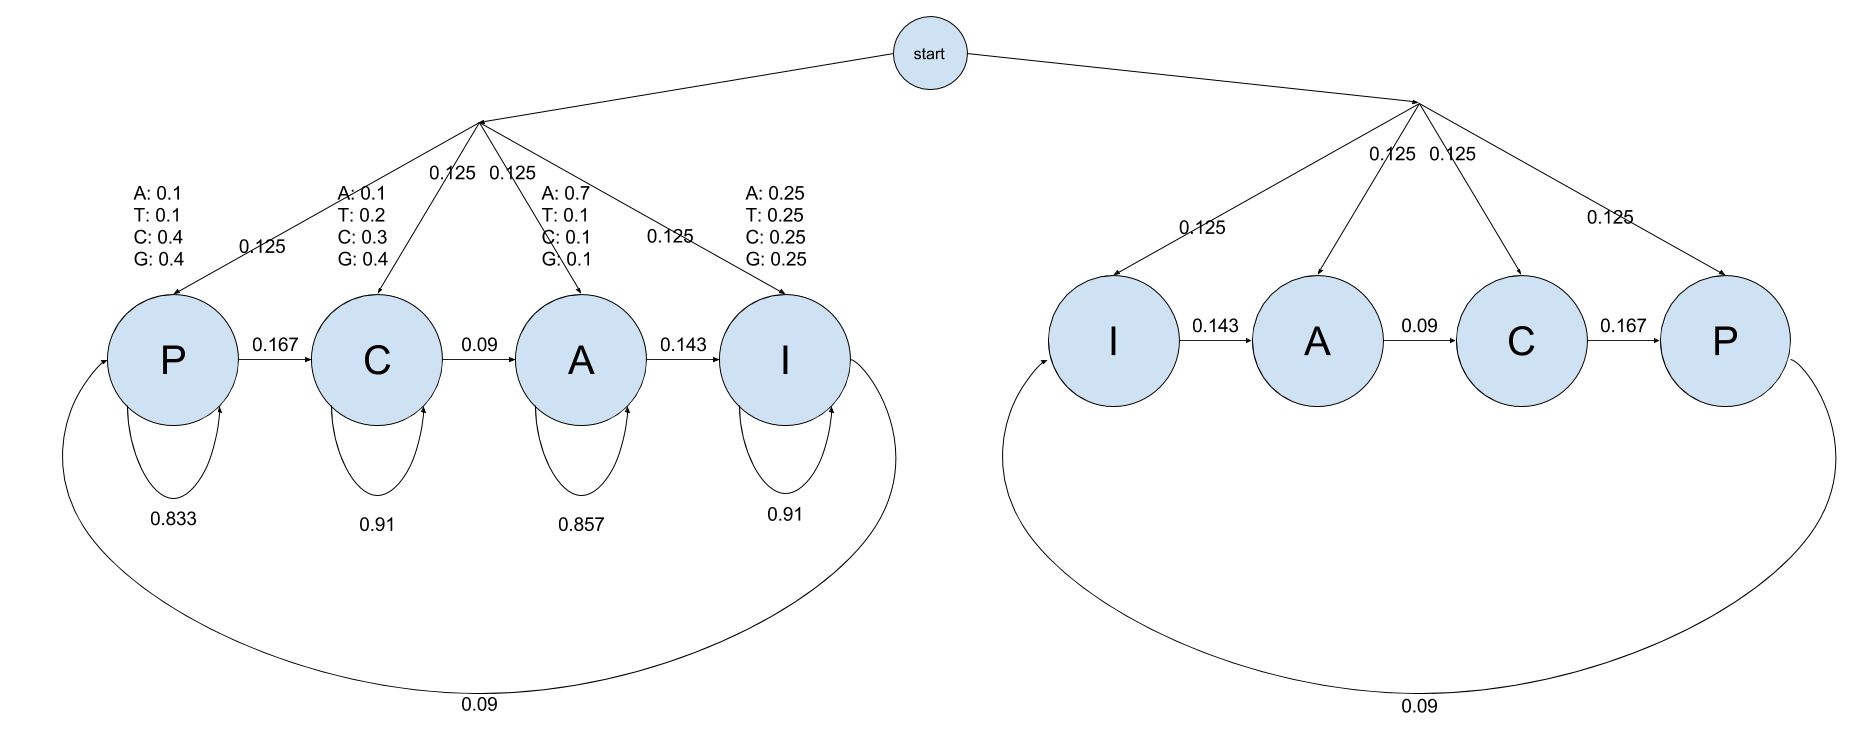 start
0.125 0.125
0.125 0.125
A: 0.1
T: 0.1
C: 0.4
G: 0.4
A: 0.1
T: 0.2
C: 0.3
G: 0.4
A: 0.7
T: 0.1
C: 0.1
G: 0.1
A: 0.25
T: 0.25
C: 0.25
G: 0.25
0.125
0.125
0.125
0.125
P 0.167 C 0.09 A 0.143 I
I 0.143 A 0.09 C 0.167 P
0.833
0.91
0.857
0.91
0.09
0.09